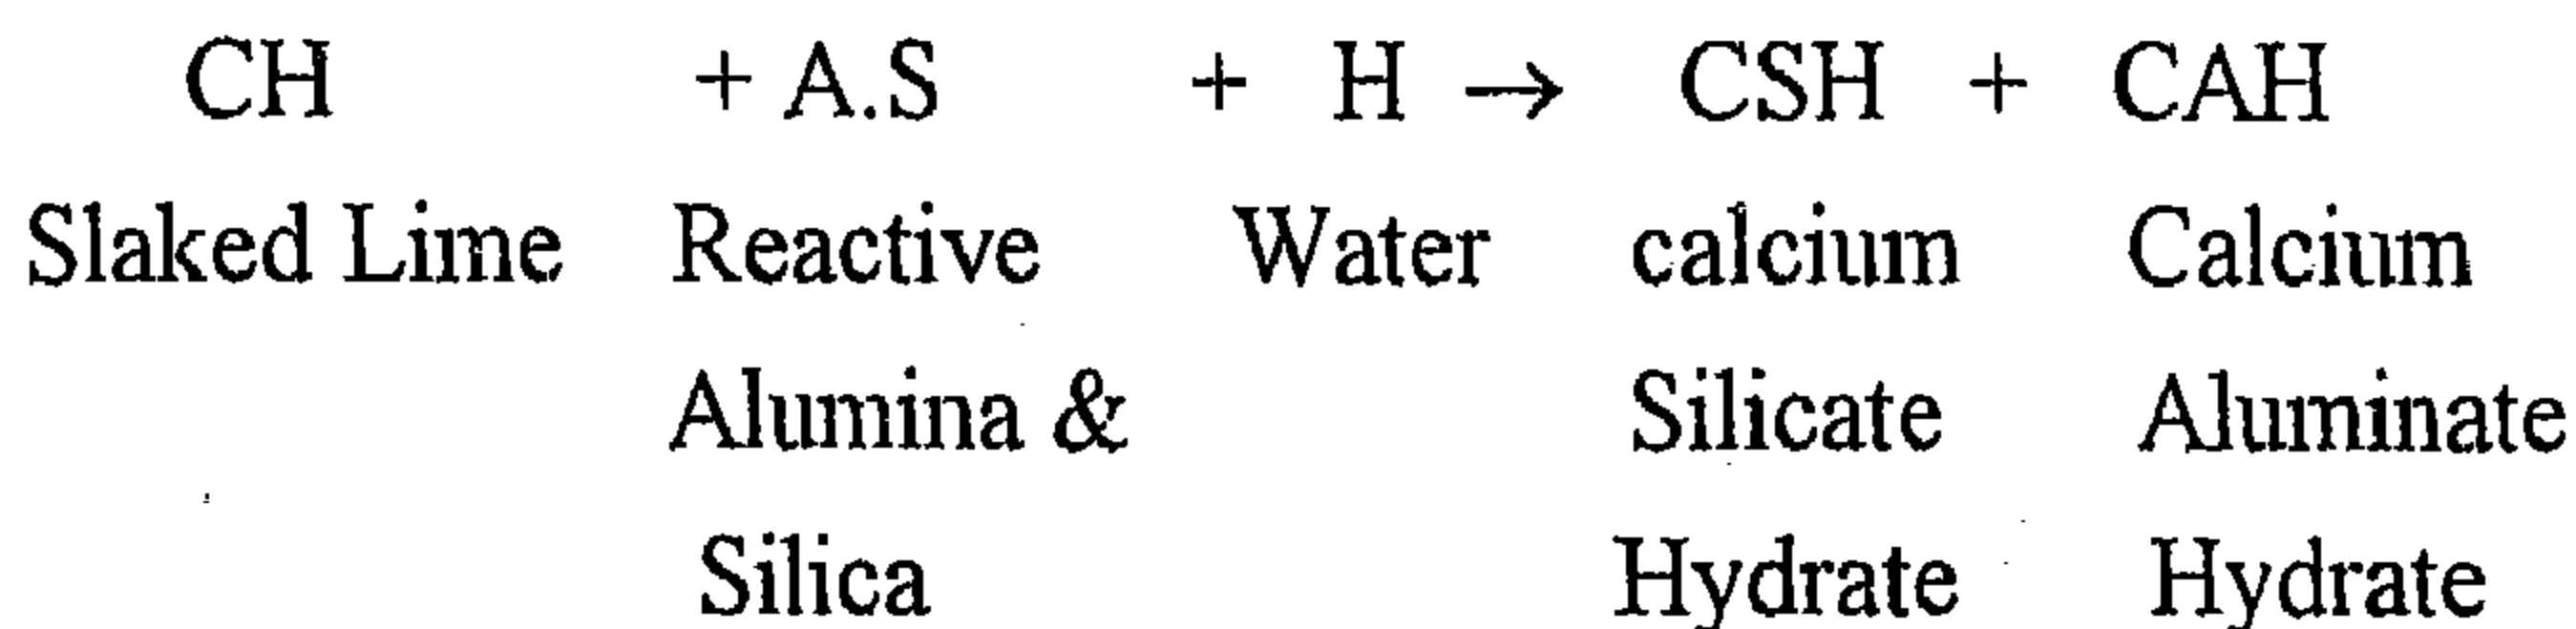 CH + A.S + H → CSH + CAH
Slaked Lime Reactive Water calcium Calcium
Alumina & Silicate Aluminate
Silica Hydrate Hydrate